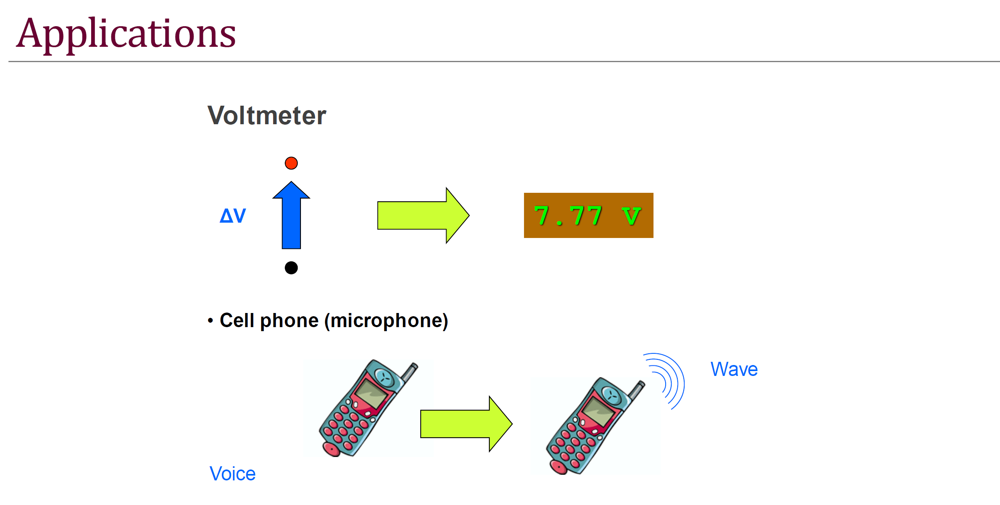 Applications
Voltmeter
ΔV
7.77 v
• Cell phone (microphone)
Wave
Voice